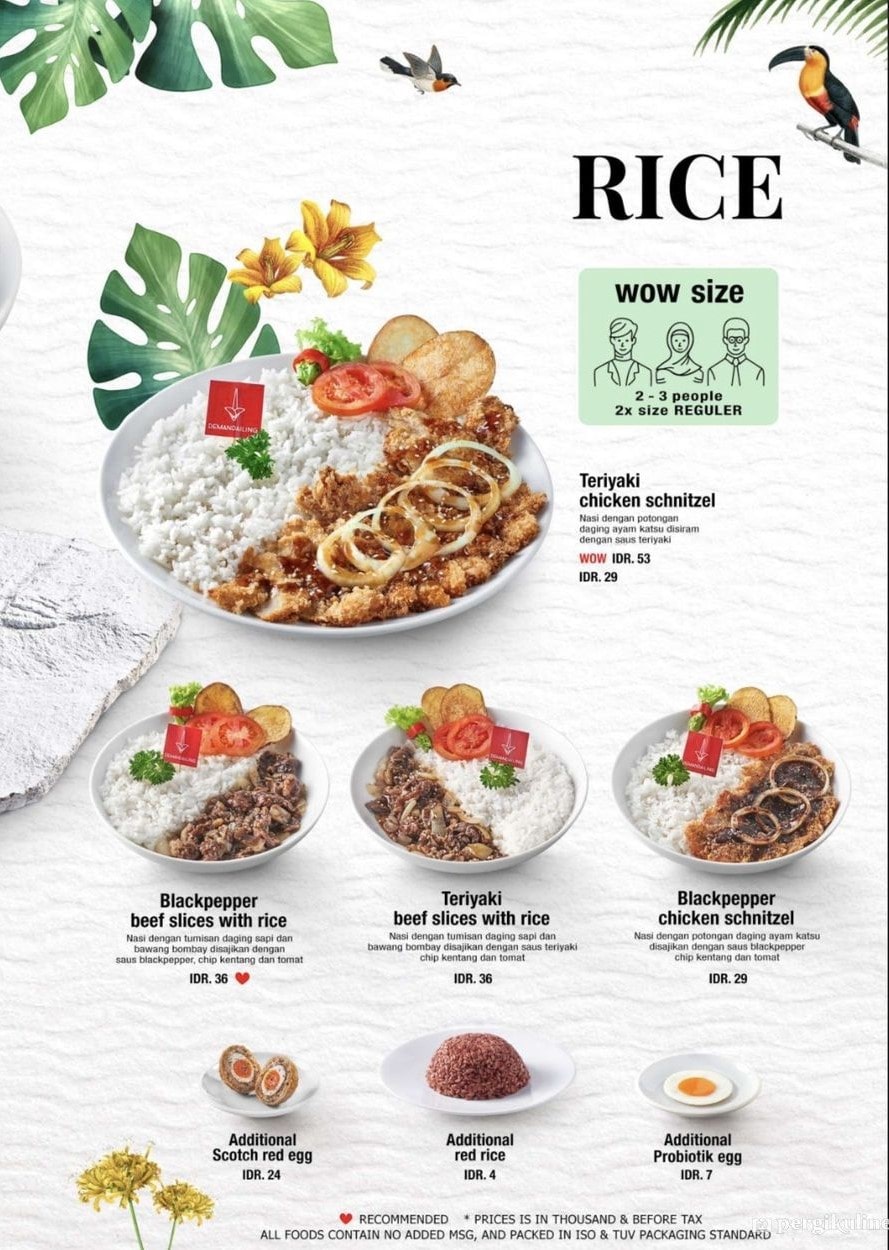 RICE
wow size
2 - 3 people
2x size REGULER
DEMANDAILING
Teriyaki
chicken schnitzel
Nasi dengan potongan
daging ayam katsu disiram
dengan saus teriyaki
WOW IDR. 53
IDR. 29
DEMANDAILING
DEMANDAILING
DEMANDAILING
Blackpepper
beef slices with rice
Nasi dengan tumisan daging sapi dan
bawang bombay disajikan dengan
saus blackpepper, chip kentang dan tomat
IDR. 36
Teriyaki
beef slices with rice
Nasi dengan tumisan daging sapi dan
bawang bombay disajikan dengan saus teriyaki
chip kentang dan tomat
IDR. 36
Blackpepper
chicken schnitzel
Nasi dengan potongan daging ayam katsu
disajikan dengan saus blackpepper
chip kentang dan tomat
IDR. 29
Additional
Scotch red egg
IDR. 24
Additional
red rice
IDR. 4
Additional
Probiotik egg
IDR. 7
RECOMMENDED * PRICES IS IN THOUSAND & BEFORE TAX
ALL FOODS CONTAIN NO ADDED MSG, AND PACKED IN ISO & TUV PACKAGING STANDARD